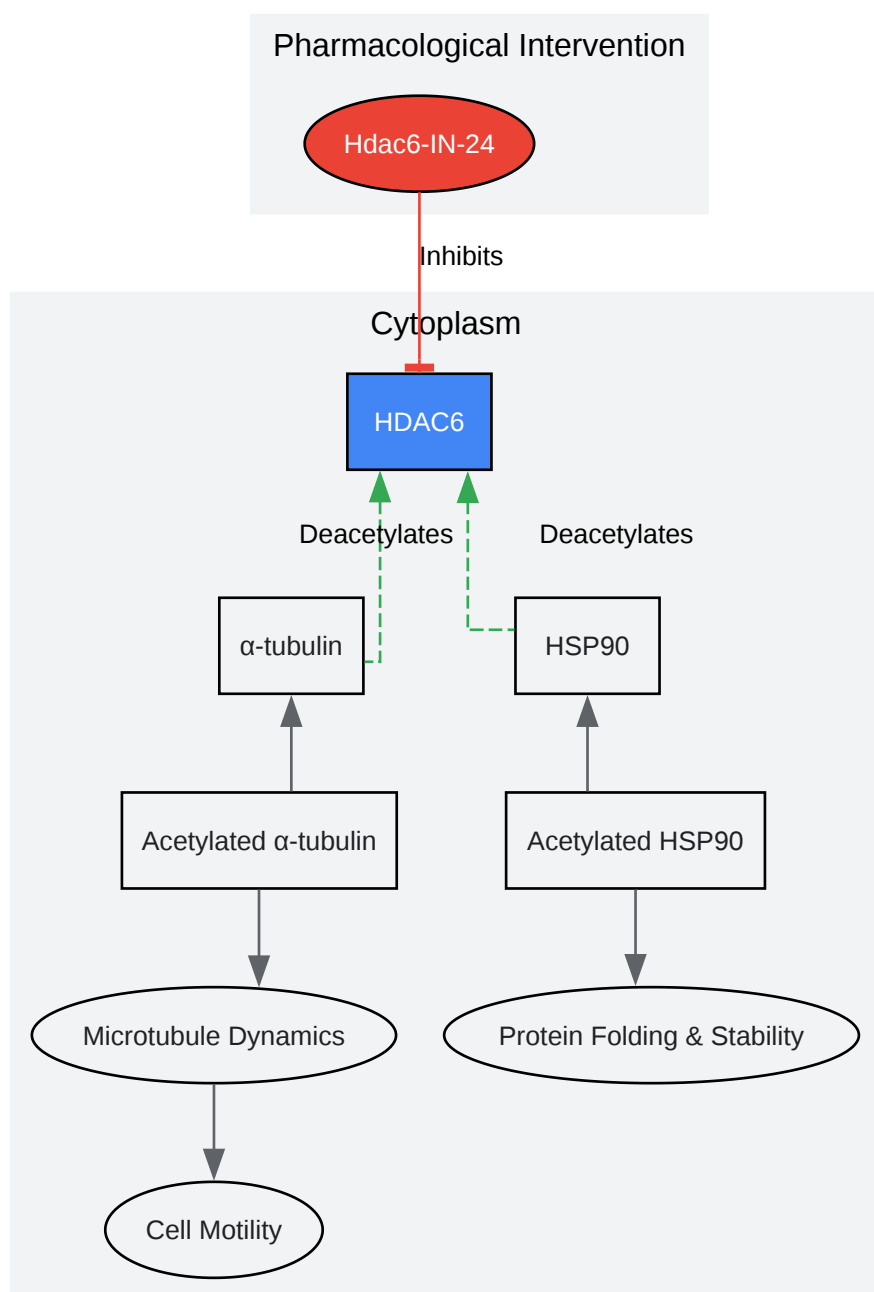 Pharmacological Intervention
Hdac6-IN-24
Inhibits
Cytoplasm
HDAC6
Deacetylates
Deacetylates
α-tubulin
HSP90
Acetylated α-tubulin
Acetylated HSP90
Microtubule Dynamics
Protein Folding & Stability
Cell Motility